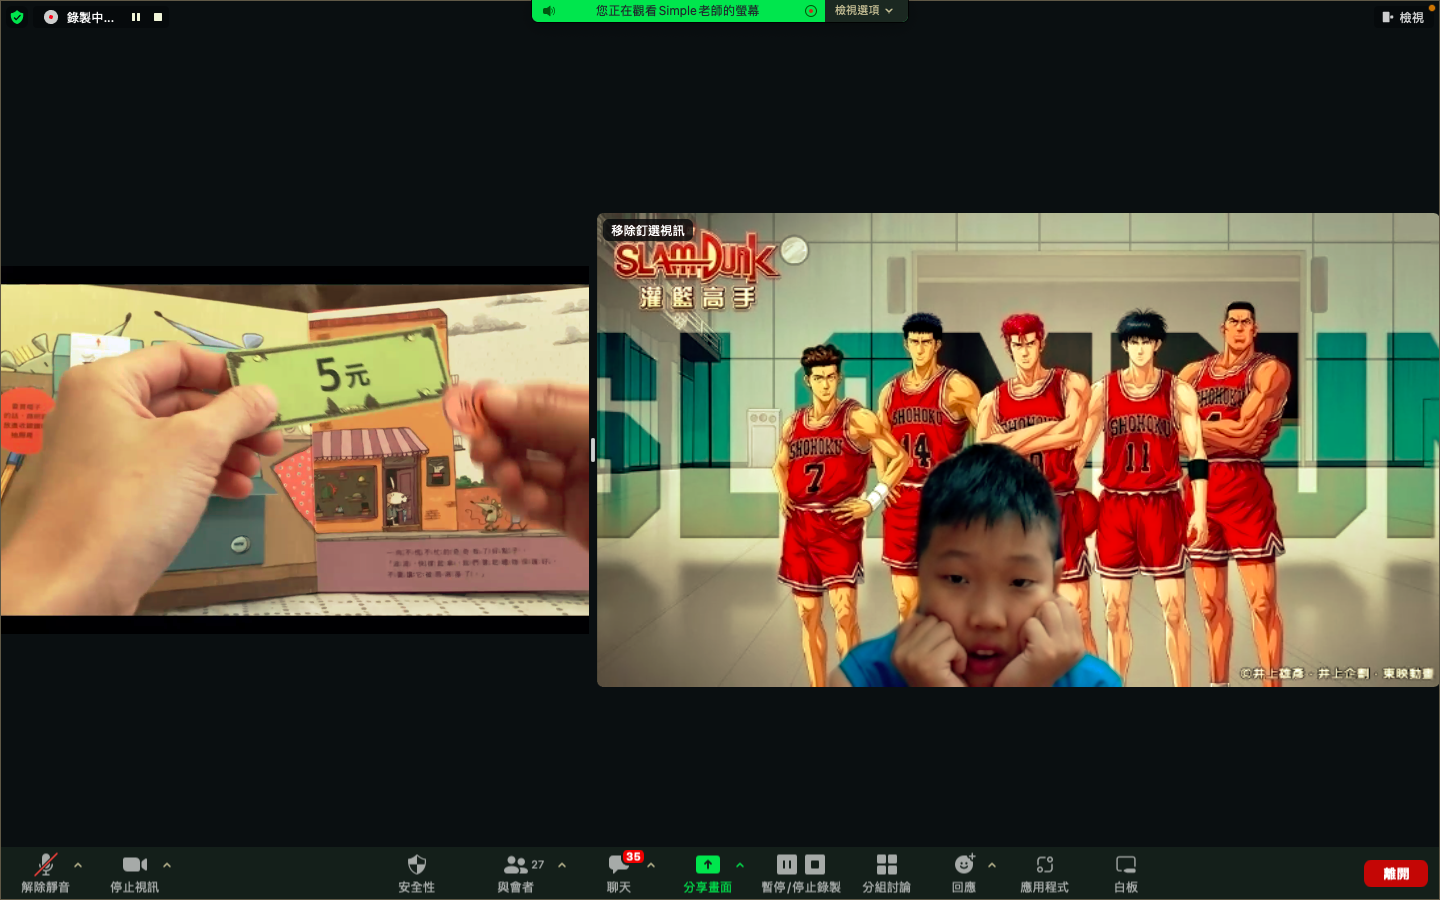 錄製中...
您正在觀看Simple老師的螢幕
檢視選項
檢視
移除釘選視訊
SLAM DUNK
灌籃高手
5元
SHOHOKU
7
SHOHOKU
14
SHOHOKU
11
SHOHOKU
©井上雄彥・井上企劃・東映動畫
解除靜音
停止視訊
安全性
27
與會者
35
聊天
分享畫面
暫停/停止錄製
分組討論
回應
應用程式
白板
離開